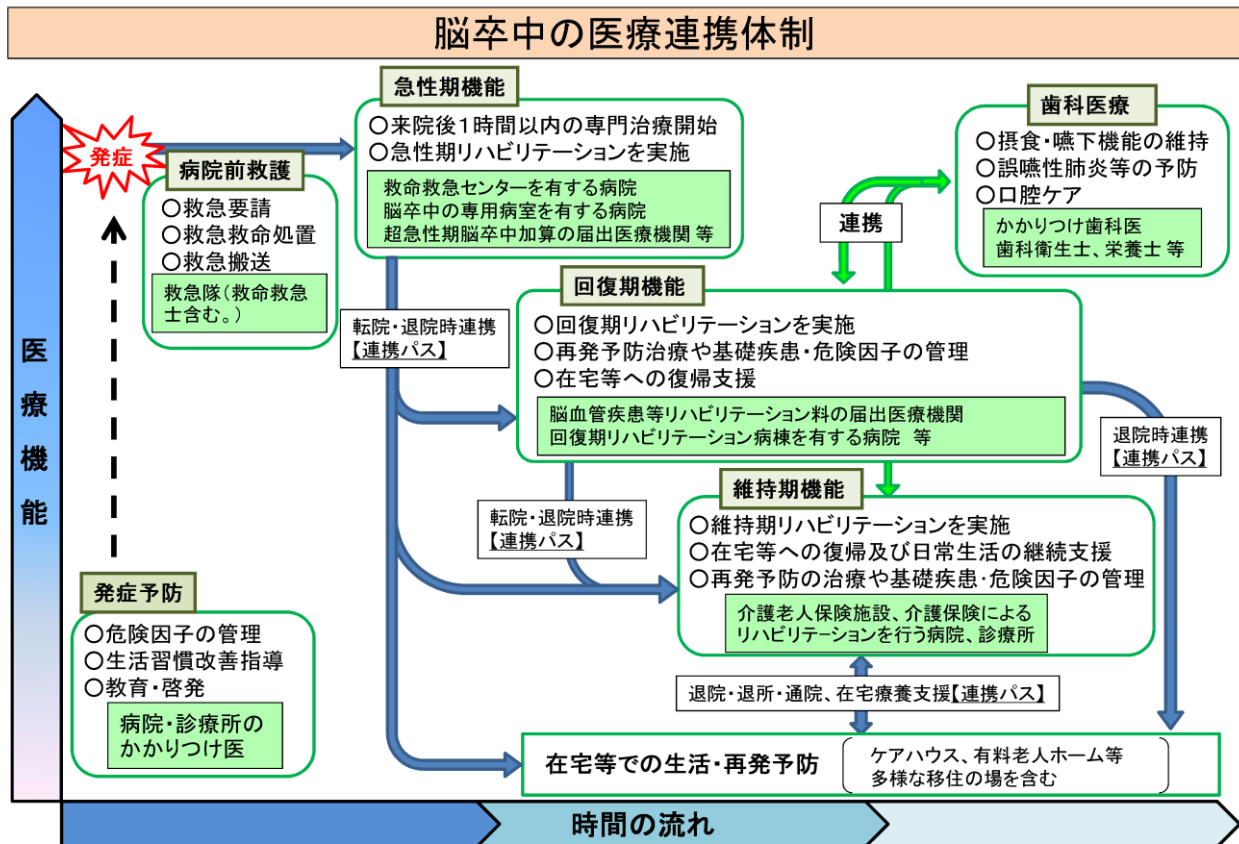 脳卒中の医療連携体制
医療機能
発症
病院前救護
○救急要請
○救急救命処置
○救急搬送
救急隊(救命救急
士含む。)
急性期機能
○来院後1時間以内の専門治療開始
○急性期リハビリテーションを実施
救命救急センターを有する病院
脳卒中の専用病室を有する病院
超急性期脳卒中加算の届出医療機関 等
歯科医療
○摂食・嚥下機能の維持
○誤嚥性肺炎等の予防
○口腔ケア
かかりつけ歯科医
歯科衛生士、栄養士 等
連携
転院・退院時連携
【連携パス】
回復期機能
○回復期リハビリテーションを実施
○再発予防治療や基礎疾患・危険因子の管理
○在宅等への復帰支援
脳血管疾患等リハビリテーション料の届出医療機関
回復期リハビリテーション病棟を有する病院 等
退院時連携
【連携パス】
転院・退院時連携
【連携パス】
維持期機能
○維持期リハビリテーションを実施
○在宅等への復帰及び日常生活の継続支援
○再発予防の治療や基礎疾患・危険因子の管理
介護老人保険施設、介護保険による
リハビリテーションを行う病院、診療所
発症予防
○危険因子の管理
○生活習慣改善指導
○教育・啓発
病院・診療所の
かかりつけ医
退院・退所・通院、在宅療養支援【連携パス】
在宅等での生活・再発予防
ケアハウス、有料老人ホーム等
多様な移住の場を含む
時間の流れ